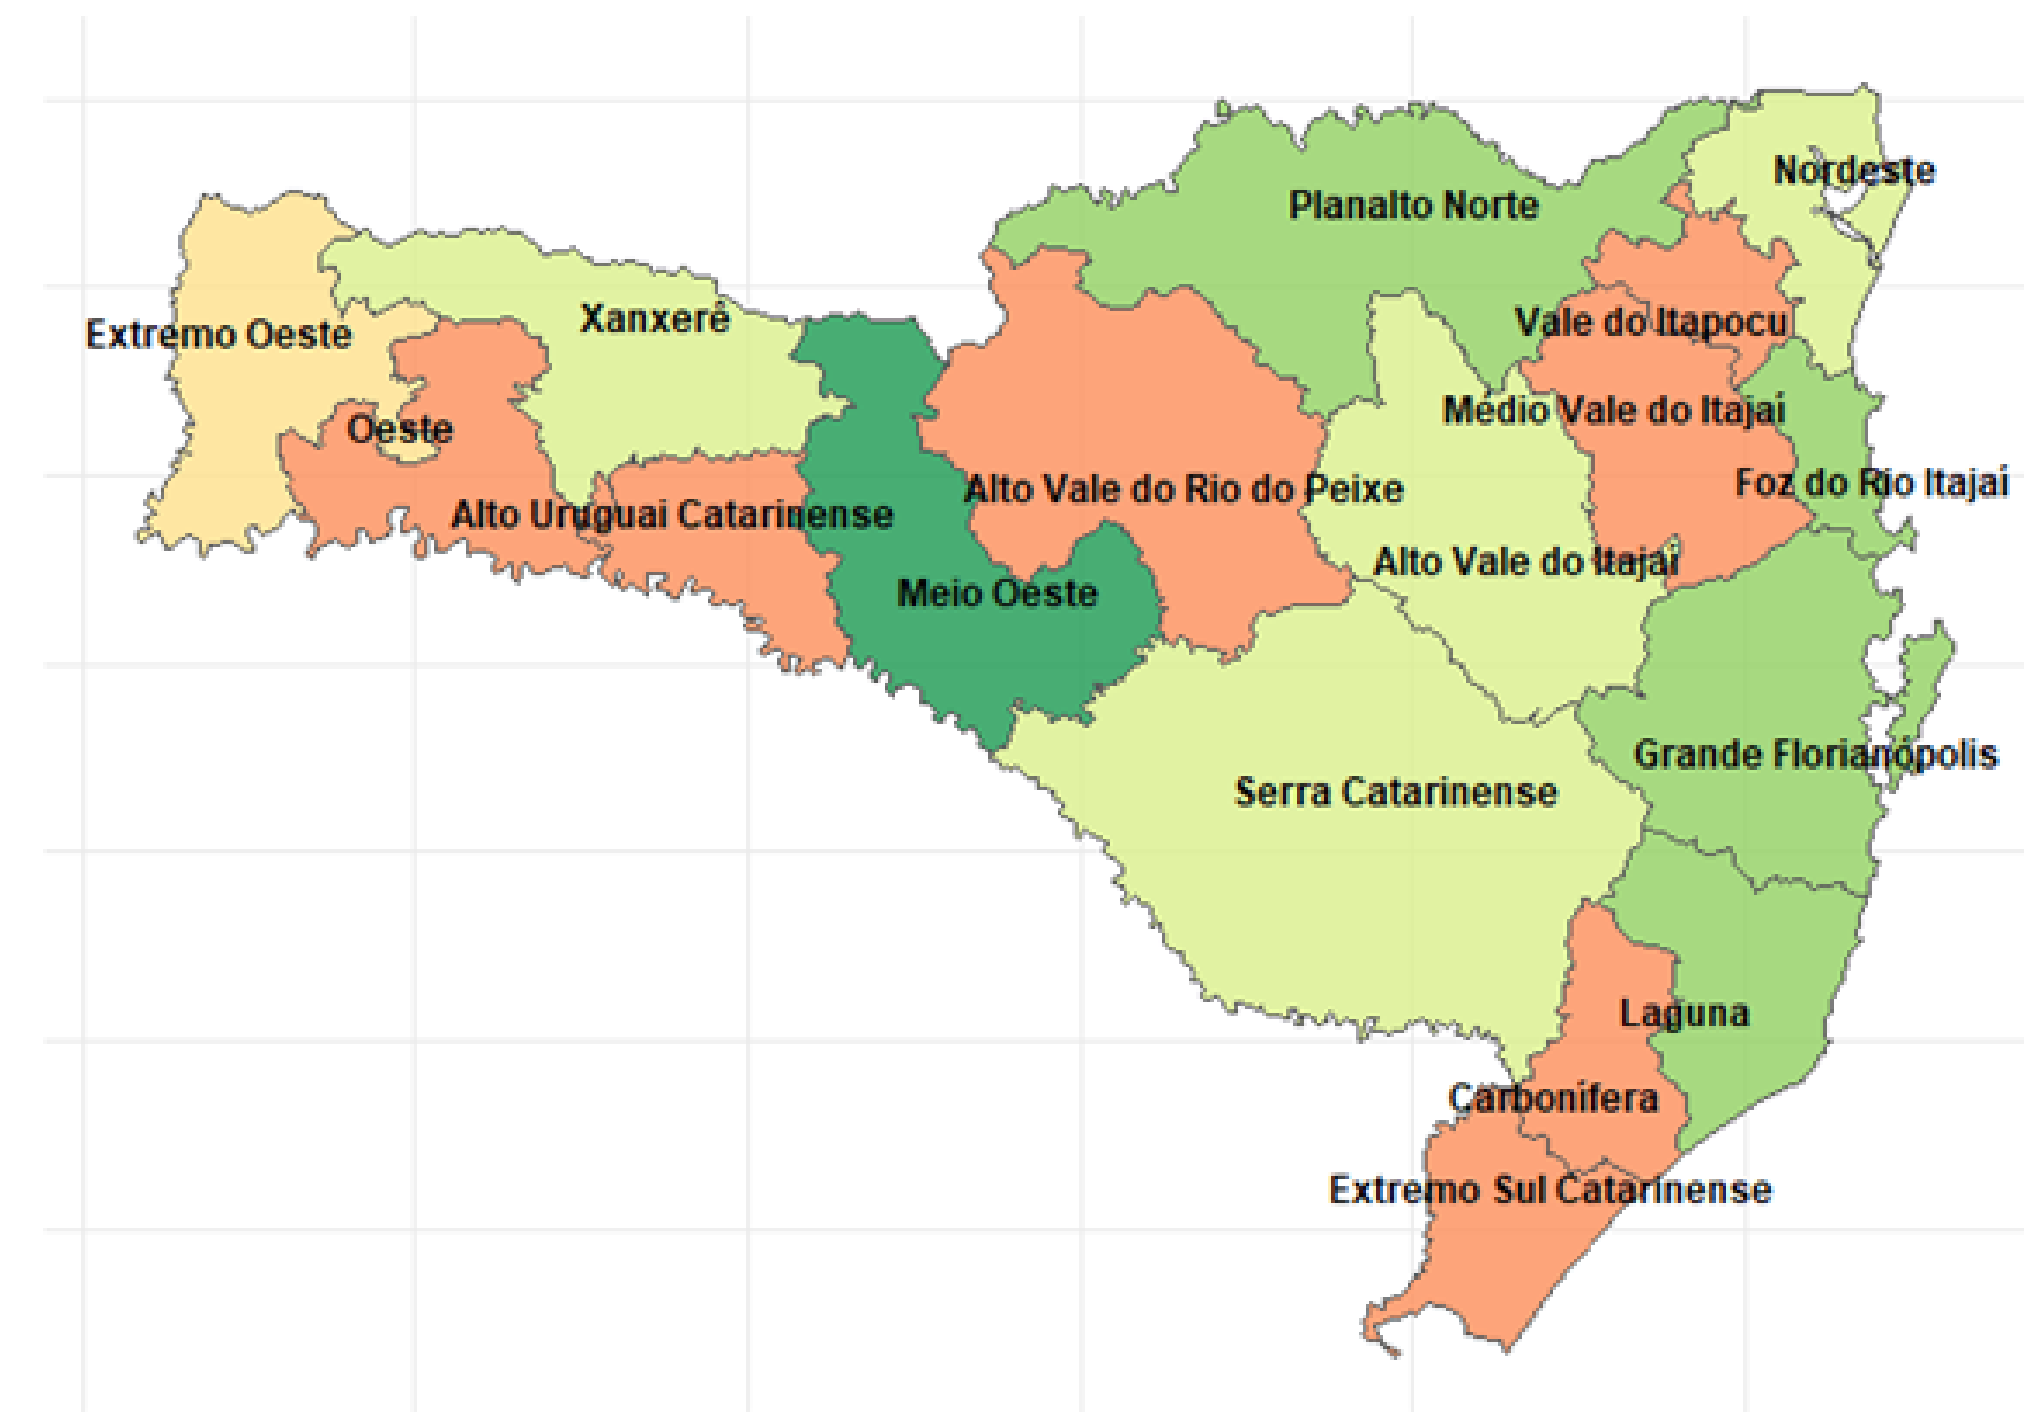 Nordeste
Planalto Norte
Xanxerê
Vale do Itapocu
Extremo Oeste
Médio Vale do Itajaí
Oeste
Foz do Rio Itajaí
Alto Vale do Rio do Peixe
Alto Uruguai Catarinense
Alto Vale do Itajaí
Meio Oeste
Grande Florianópolis
Serra Catarinense
Laguna
Carbonífera
Extremo Sul Catarinense